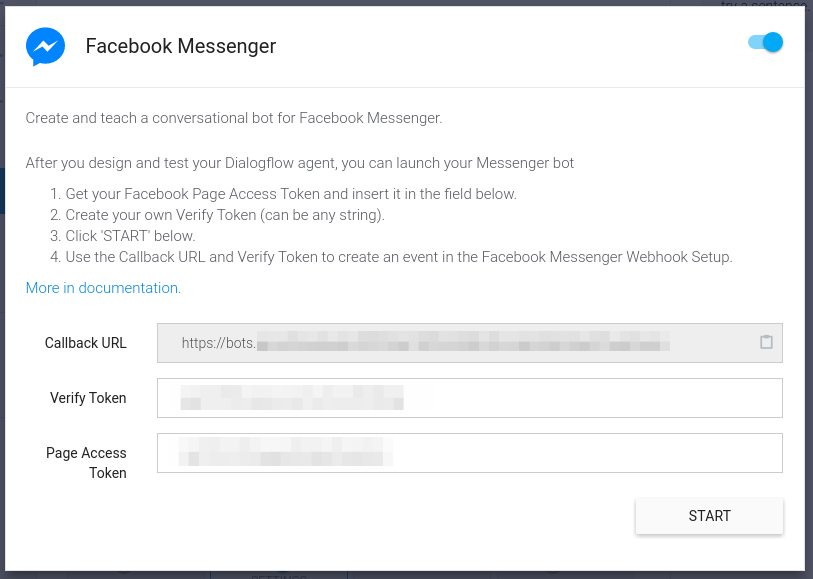 try a sentence.
Facebook Messenger
Create and teach a conversational bot for Facebook Messenger.
After you design and test your Dialogflow agent, you can launch your Messenger bot
1. Get your Facebook Page Access Token and insert it in the field below.
2. Create your own Verify Token (can be any string).
3. Click 'START' below.
4. Use the Callback URL and Verify Token to create an event in the Facebook Messenger Webhook Setup.
More in documentation.
Callback URL https://bots.
Verify Token
Page Access
Token
START
SETTINGS